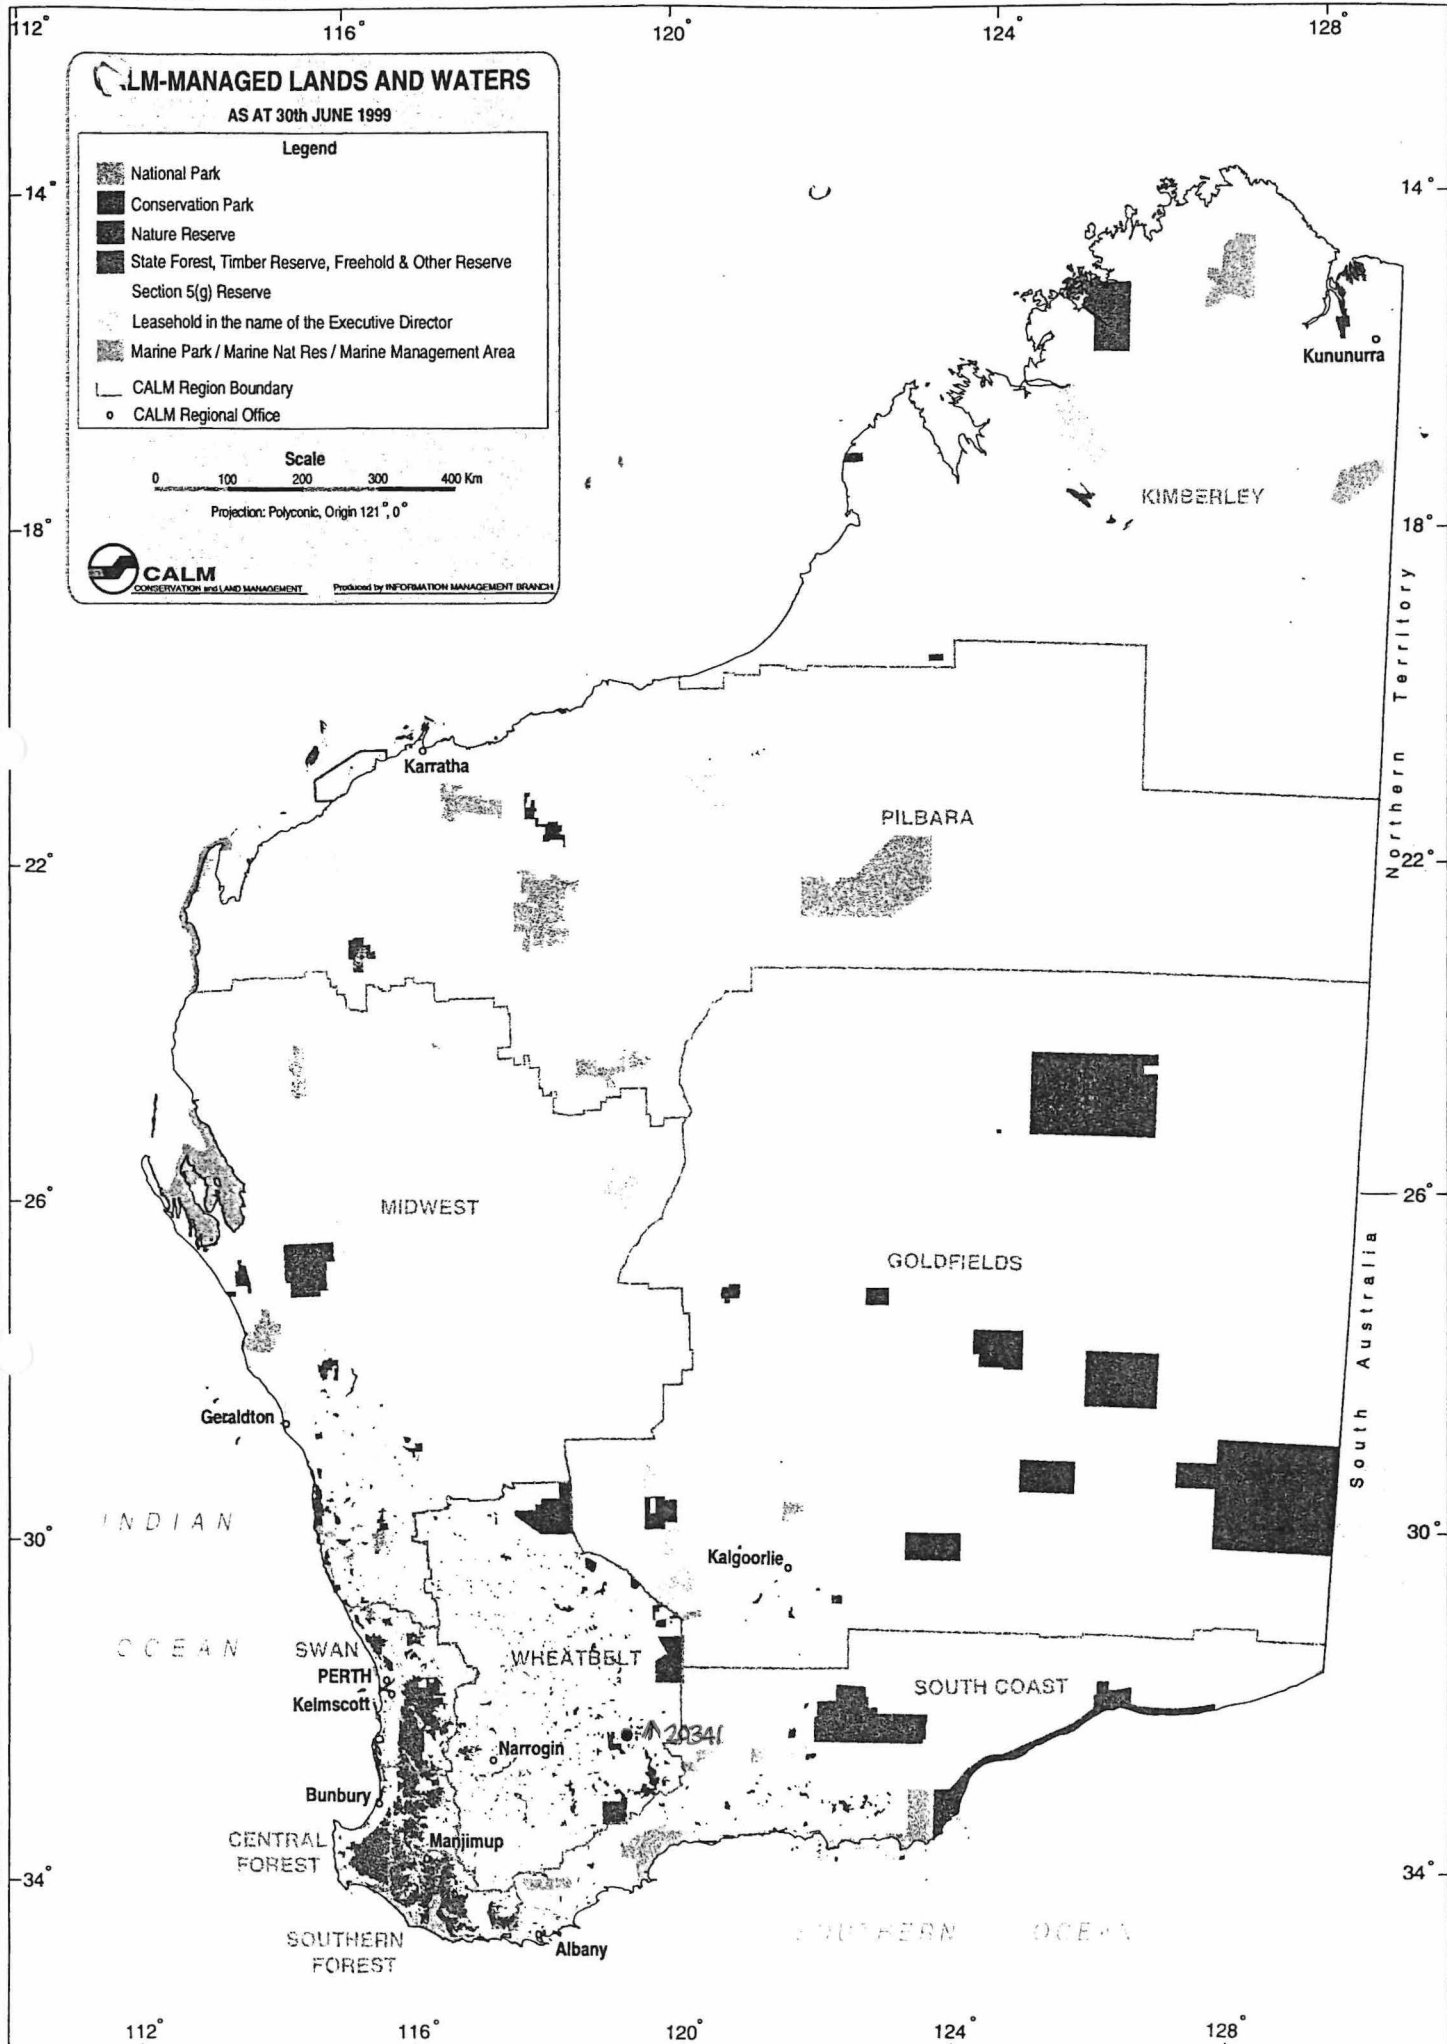 112° 116° 120° 124° 128°
LM-MANAGED LANDS AND WATERS
AS AT 30th JUNE 1999
Legend
National Park
Conservation Park
Nature Reserve
State Forest, Timber Reserve, Freehold & Other Reserve
Section 5(g) Reserve
Leasehold in the name of the Executive Director
Marine Park / Marine Nat Res / Marine Management Area
CALM Region Boundary
CALM Regional Office
Scale
0 100 200 300 400 Km
Projection: Polyconic, Origin 121°, 0°
CALM
CONSERVATION and LAND MANAGEMENT
Produced by INFORMATION MANAGEMENT BRANCH
14° 14°
Kununurra
KIMBERLEY
18° 18°
Northern Territory
Karratha
PILBARA
22° 22°
26° 26°
MIDWEST
GOLDFIELDS
South Australia
Geraldton
INDIAN
30° 30°
Kalgoorlie
OCEAN
SWAN
WHEATBELT
PERTH
SOUTH COAST
Kelmscott
20341
Narrogin
Bunbury
CENTRAL
FOREST
Manjimup
34° 34°
SOUTHERN OCEAN
SOUTHERN
FOREST
Albany
112° 116° 120° 124° 128°